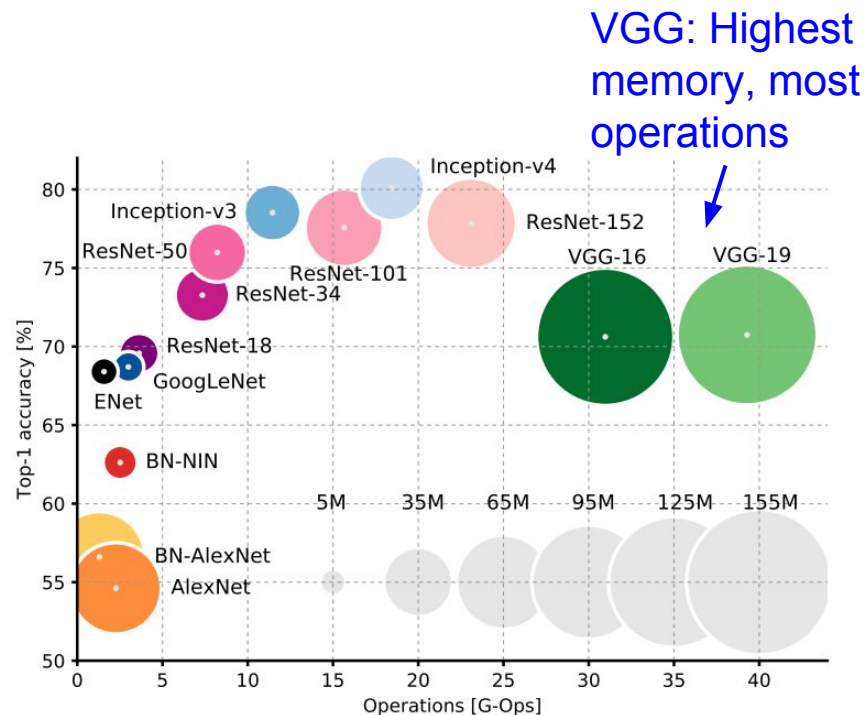 VGG: Highest
memory, most
operations
Inception-v4
Inception-v3
ResNet-152
ResNet-50
VGG-16
VGG-19
ResNet-101
ResNet-34
ResNet-18
GoogLeNet
ENet
BN-NIN
5M
35M
65M
95M
125M
155M
BN-AlexNet
AlexNet
Top-1 accuracy [%]
80
75
70
65
60
55
50
0
5
10
15
20
25
30
35
40
Operations [G-Ops]